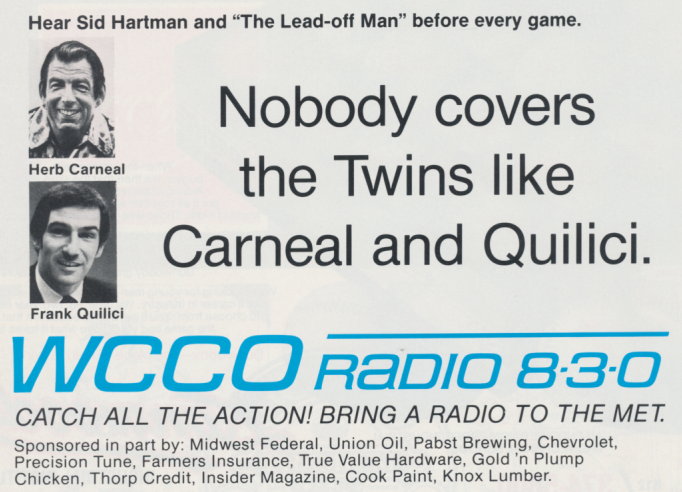 Hear Sid Hartman and “The Lead-off Man” before every game.
Herb Carneal
Frank Quilici
Nobody covers
the Twins like
Carneal and Quilici.
WCCO RADIO 8·3·0
CATCH ALL THE ACTION! BRING A RADIO TO THE MET.
Sponsored in part by: Midwest Federal, Union Oil, Pabst Brewing, Chevrolet,
Precision Tune, Farmers Insurance, True Value Hardware, Gold ’n Plump
Chicken, Thorp Credit, Insider Magazine, Cook Paint, Knox Lumber.